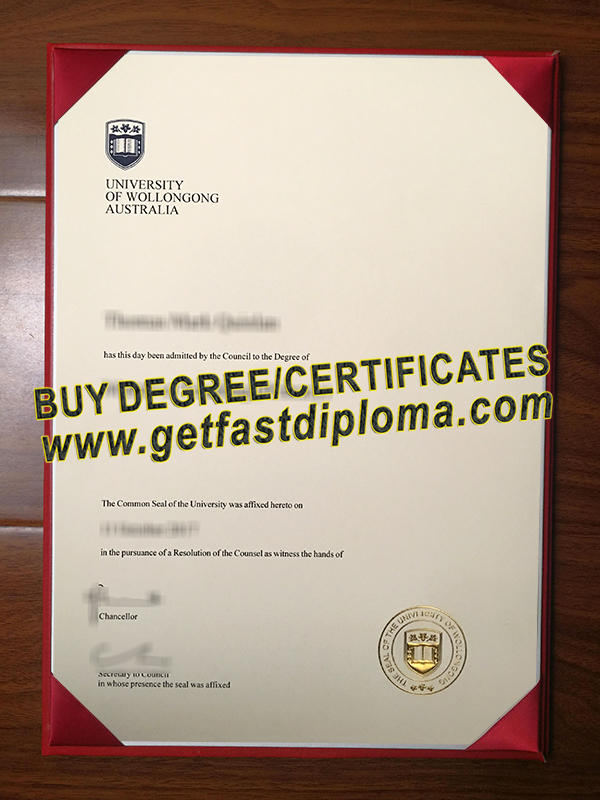 UNIVERSITY
OF WOLLONGONG
AUSTRALIA
has this day been admitted by the Council to the Degree of
BUY DEGREE/CERTIFICATES
www.getfastdiploma.com
The Common Seal of the University was affixed hereto on
in the pursuance of a Resolution of the Counsel as witness the hands of
Chancellor
Secretary to Council
in whose presence the seal was affixed
THE SEAL OF THE UNIVERSITY OF WOLLONGONG